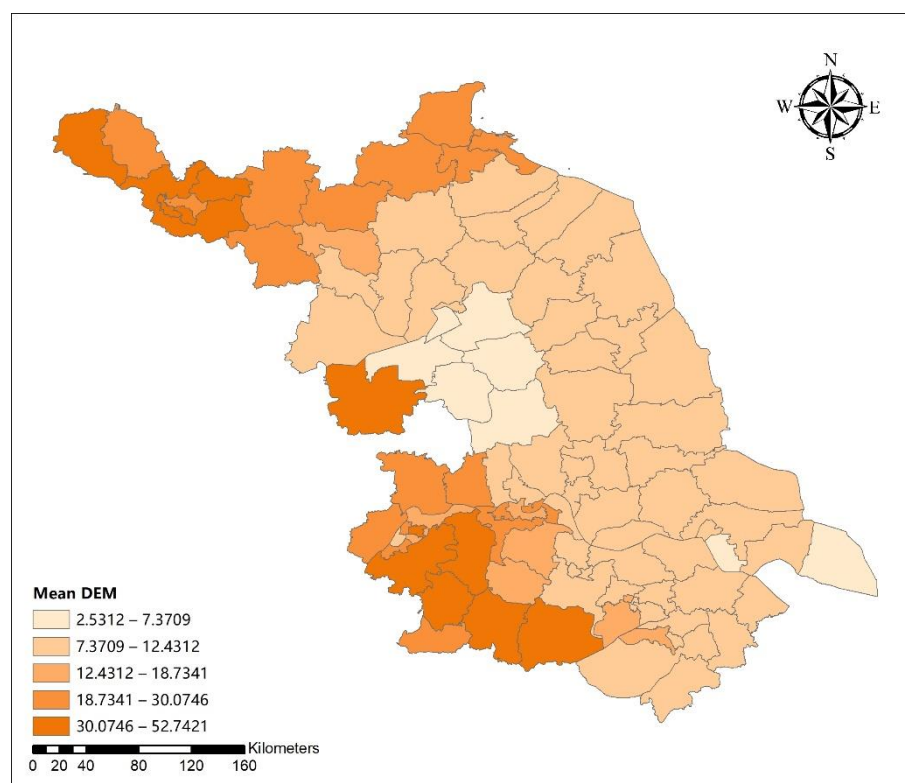 N
W E
S
Mean DEM
2.5312 – 7.3709
7.3709 – 12.4312
12.4312 – 18.7341
18.7341 – 30.0746
30.0746 – 52.7421
Kilometers
0 20 40 80 120 160